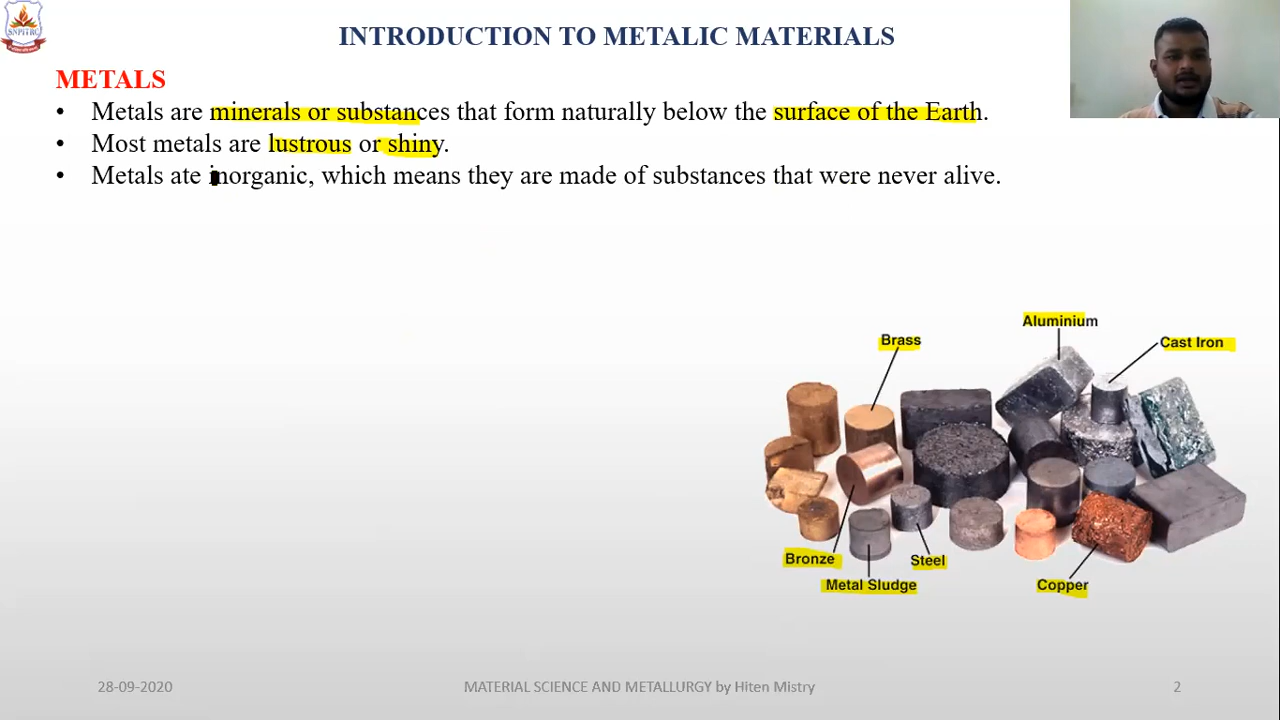 SNPITRC
INTRODUCTION TO METALIC MATERIALS
METALS
• Metals are minerals or substances that form naturally below the surface of the Earth.
• Most metals are lustrous or shiny.
• Metals ate inorganic, which means they are made of substances that were never alive.
Aluminium
Brass
Cast Iron
Bronze
Steel
Metal Sludge
Copper
28-09-2020
MATERIAL SCIENCE AND METALLURGY by Hiten Mistry
2